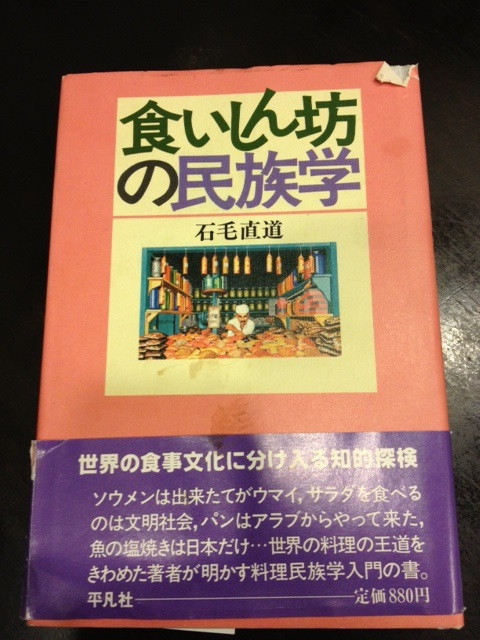 食いしん坊
の民族学
石毛直道
世界の食事文化に分け入る知的探検
ソウメンは出来たてがウマイ，サラダを食べる
のは文明社会，パンはアラブからやって来た，
魚の塩焼きは日本だけ…世界の料理の王道を
きわめた著者が明かす料理民族学入門の書。
平凡社 定価880円